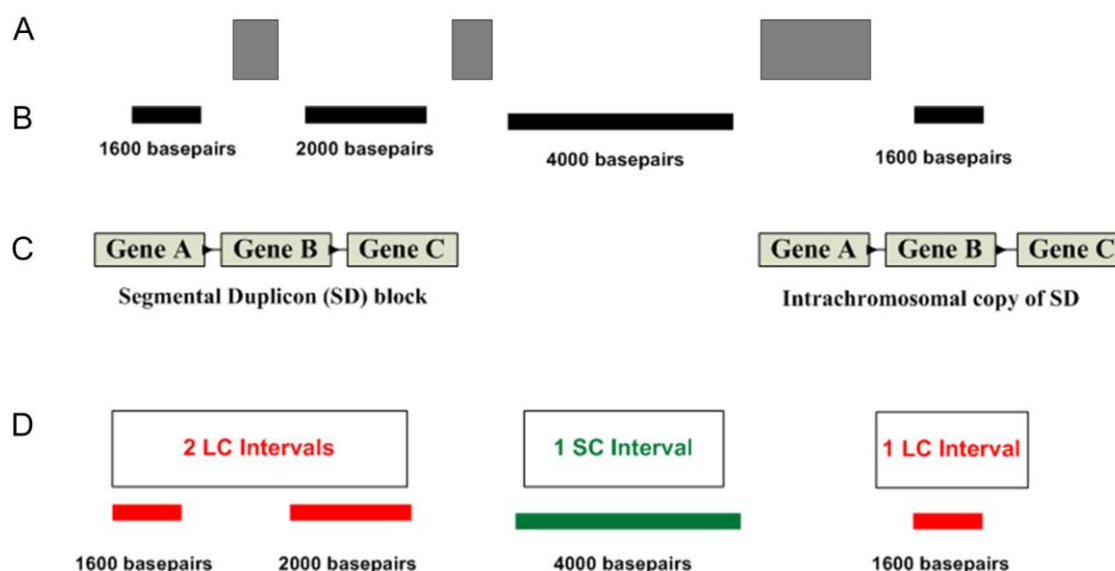 A
B
1600 basepairs 2000 basepairs 4000 basepairs 1600 basepairs
C
Gene A Gene B Gene C Gene A Gene B Gene C
Segmental Duplicon (SD) block Intrachromosomal copy of SD
D
2 LC Intervals 1 SC Interval 1 LC Interval
1600 basepairs 2000 basepairs 4000 basepairs 1600 basepairs